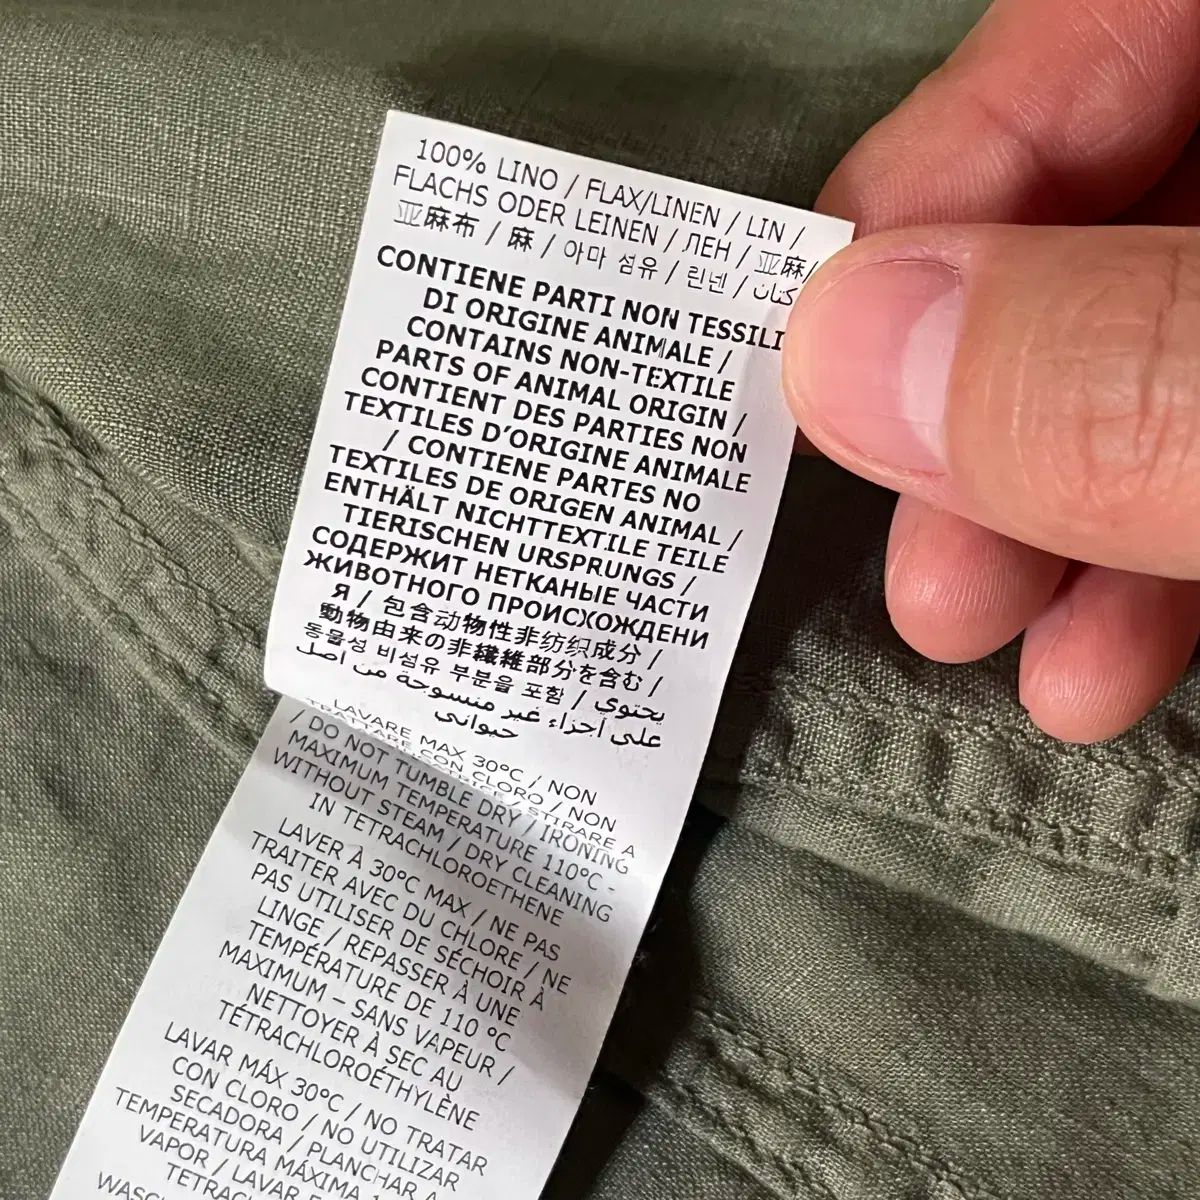 100% LINO / FLAX/LINEN / LIN /
FLACHS ODER LEINEN / ЛЕН / 亚麻/
亚麻布 / 麻 / 아마 섬유 / 린넨 / كتان
CONTIENE PARTI NON TESSILI
DI ORIGINE ANIMALE /
CONTAINS NON-TEXTILE
PARTS OF ANIMAL ORIGIN /
CONTIENT DES PARTIES NON
TEXTILES D'ORIGINE ANIMALE
/ CONTIENE PARTES NO
TEXTILES DE ORIGEN ANIMAL /
ENTHÄLT NICHTTEXTILE TEILE
TIERISCHEN URSPRUNGS /
СОДЕРЖИТ НЕТКАНЫЕ ЧАСТИ
ЖИВОТНОГО ПРОИСХОЖДЕНИ
Я / 包含动物性非纺织成分 /
動物由来の非繊維部分を含む /
동물성 비섬유 부분을 포함 / يحتوي
على أجزاء غير منسوجة من أصل
حيواني
LAVARE MAX 30°C / NON
TRATTARE CON CLORO / NON
STIRARE A
/ DO NOT TUMBLE DRY / IRONING
MAXIMUM TEMPERATURE 110°C -
WITHOUT STEAM / DRY CLEANING
IN TETRACHLOROETHENE
LAVER À 30°C MAX / NE PAS
TRAITER AVEC DU CHLORE / NE
PAS UTILISER DE SÉCHOIR À
LINGE / REPASSER À UNE
TEMPÉRATURE DE 110 °C
MAXIMUM – SANS VAPEUR /
NETTOYER À SEC AU
TÉTRACHLOROÉTHYLÈNE
LAVAR MÁX 30°C / NO TRATAR
CON CLORO / NO UTILIZAR
SECADORA / PLANCHAR A
TEMPERATURA MÁXIMA
VAPOR / LAVAR